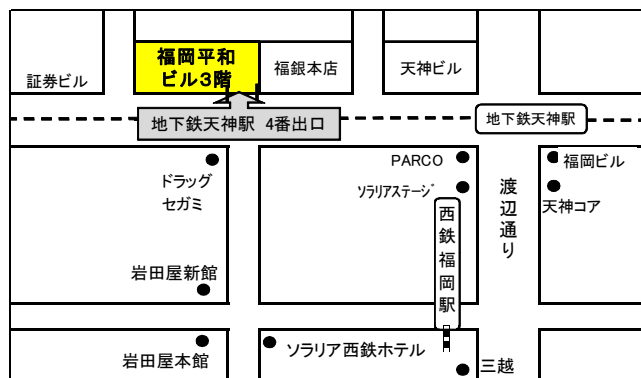 福岡平和
ビル3階
証券ビル
福銀本店
天神ビル
地下鉄天神駅 4番出口
地下鉄天神駅
PARCO
福岡ビル
ドラッグ
セガミ
ソラリアステージ
天神コア
渡辺通り
西鉄福岡駅
岩田屋新館
岩田屋本館
ソラリア西鉄ホテル
三越